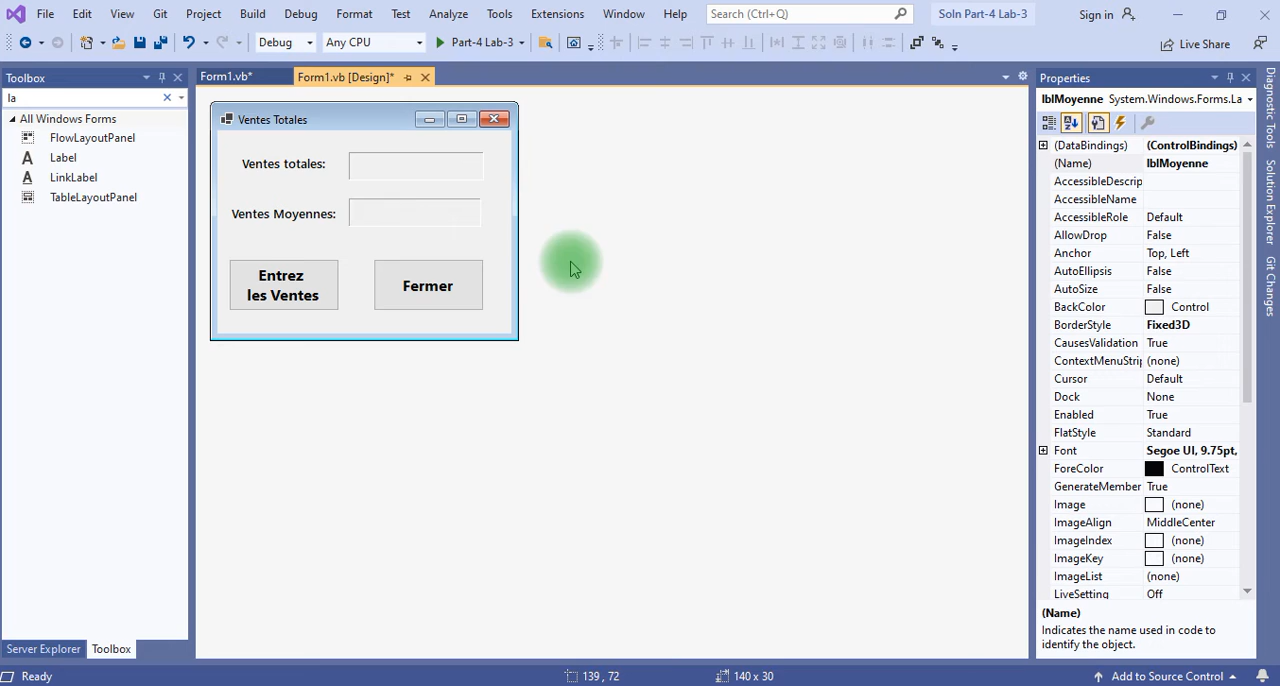 File Edit View Git Project Build Debug Format Test Analyze Tools Extensions Window Help Search (Ctrl+Q) Soln Part-4 Lab-3 Sign in
Debug Any CPU Part-4 Lab-3 Live Share
Toolbox
la
All Windows Forms
FlowLayoutPanel
Label
LinkLabel
TableLayoutPanel
Server Explorer Toolbox
Form1.vb* Form1.vb [Design]*
Ventes Totales
Ventes totales:
Ventes Moyennes:
Entrez
les Ventes
Fermer
Properties
lblMoyenne System.Windows.Forms.La
(DataBindings) (ControlBindings)
(Name) lblMoyenne
AccessibleDescrip
AccessibleName
AccessibleRole Default
AllowDrop False
Anchor Top, Left
AutoEllipsis False
AutoSize False
BackColor Control
BorderStyle Fixed3D
CausesValidation True
ContextMenuStri (none)
Cursor Default
Dock None
Enabled True
FlatStyle Standard
Font Segoe UI, 9.75pt,
ForeColor ControlText
GenerateMember True
Image (none)
ImageAlign MiddleCenter
ImageIndex (none)
ImageKey (none)
ImageList (none)
LiveSetting Off
(Name)
Indicates the name used in code to
identify the object.
Diagnostic Tools
Solution Explorer
Git Changes
Ready 139 , 72 140 x 30 Add to Source Control